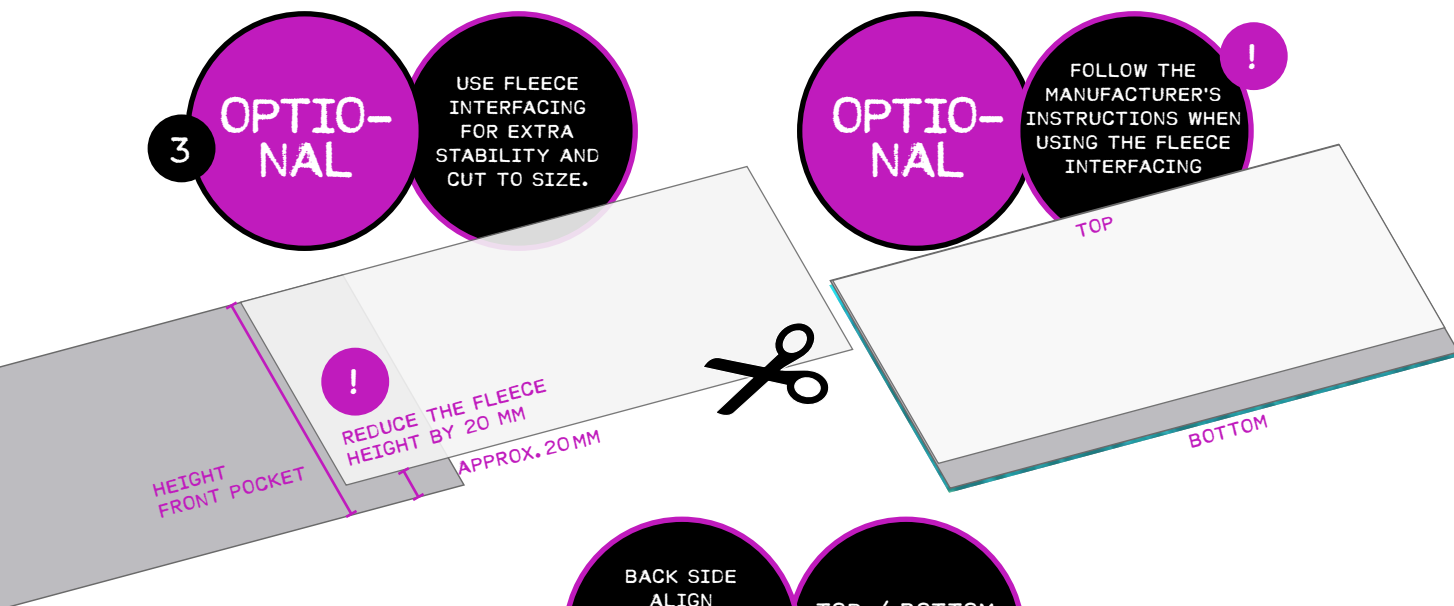 3
OPTIO-
NAL
USE FLEECE
INTERFACING
FOR EXTRA
STABILITY AND
CUT TO SIZE.
OPTIO-
NAL
FOLLOW THE
MANUFACTURER'S
INSTRUCTIONS WHEN
USING THE FLEECE
INTERFACING
!
TOP
!
REDUCE THE FLEECE
HEIGHT BY 20 MM
APPROX. 20 MM
HEIGHT
FRONT POCKET
BOTTOM
BACK SIDE
ALIGN
TOP / BOTTOM